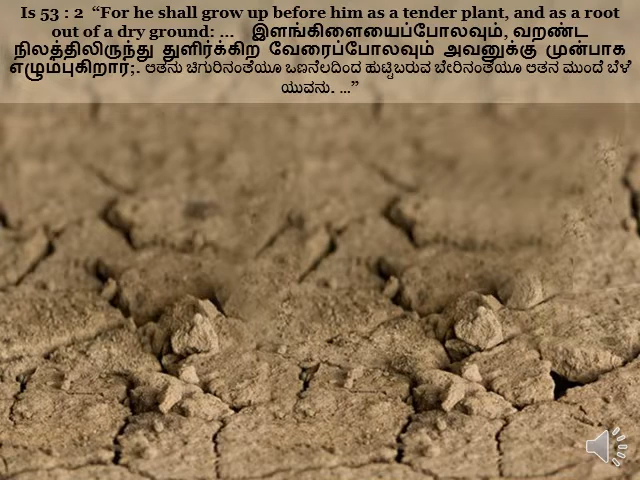 Is 53 : 2 “For he shall grow up before him as a tender plant, and as a root
out of a dry ground: ... இளங்கிளையைப்போலவும், வறண்ட
நிலத்திலிருந்து துளிர்க்கிற வேரைப்போலவும் அவனுக்கு முன்பாக
எழும்புகிறார்;. ಆತನು ಚಿಗುರಿನಂತೆಯೂ ಒಣನೆಲದಿಂದ ಹುಟ್ಟಿಬರುವ ಬೇರಿನಂತೆಯೂ ಆತನ ಮುಂದೆ ಬೆಳೆ
ಯುವನು. ...”